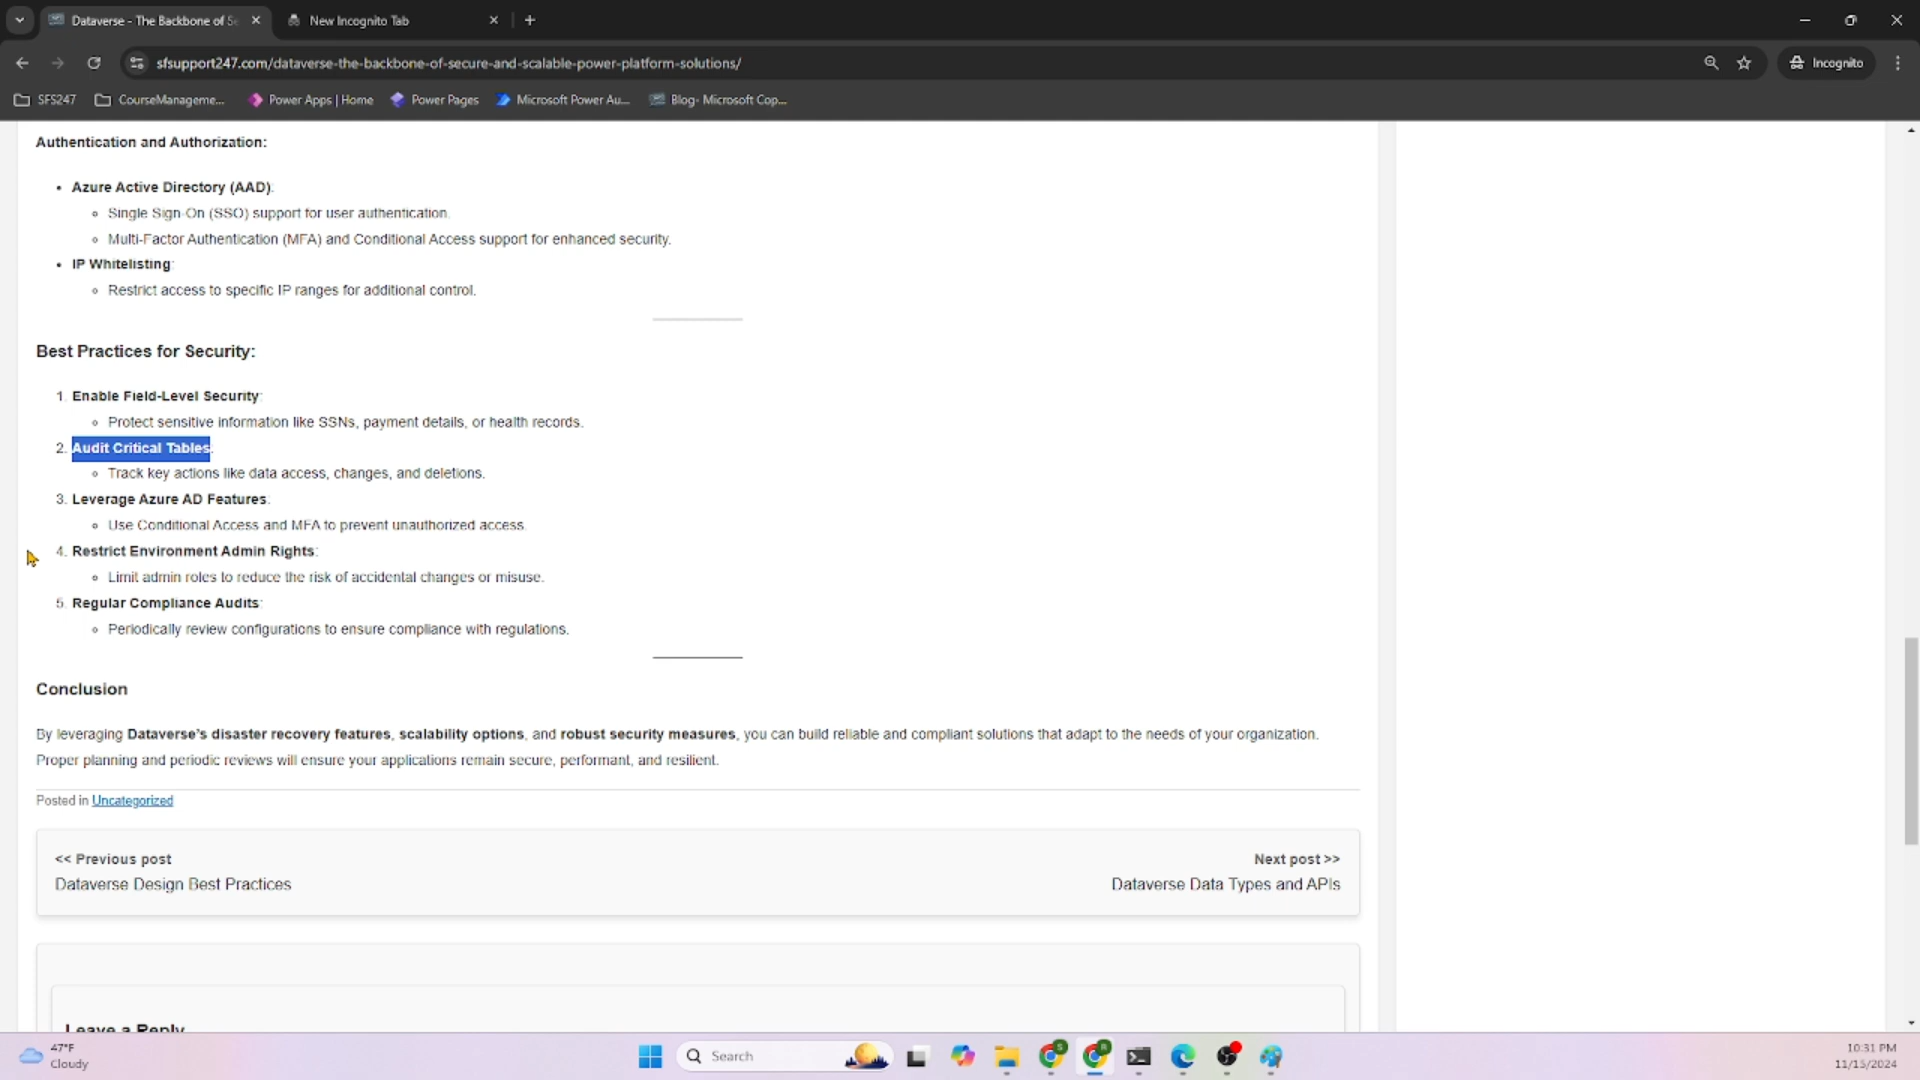 Dataverse - The Backbone of Se
New Incognito Tab
sfsupport247.com/dataverse-the-backbone-of-secure-and-scalable-power-platform-solutions/
Incognito
SFS247
CourseManageme...
Power Apps | Home
Power Pages
Microsoft Power Au...
Blog- Microsoft Cop...
Authentication and Authorization:
• Azure Active Directory (AAD):
Single Sign-On (SSO) support for user authentication.
Multi-Factor Authentication (MFA) and Conditional Access support for enhanced security.
• IP Whitelisting:
Restrict access to specific IP ranges for additional control.
Best Practices for Security:
1. Enable Field-Level Security:
Protect sensitive information like SSNs, payment details, or health records.
2. Audit Critical Tables:
Track key actions like data access, changes, and deletions.
3. Leverage Azure AD Features:
Use Conditional Access and MFA to prevent unauthorized access.
4. Restrict Environment Admin Rights:
Limit admin roles to reduce the risk of accidental changes or misuse.
5. Regular Compliance Audits:
Periodically review configurations to ensure compliance with regulations.
Conclusion
By leveraging Dataverse's disaster recovery features, scalability options, and robust security measures, you can build reliable and compliant solutions that adapt to the needs of your organization.
Proper planning and periodic reviews will ensure your applications remain secure, performant, and resilient.
Posted in Uncategorized
<< Previous post
Dataverse Design Best Practices
Next post >>
Dataverse Data Types and APIs
Leave a Reply
47°F
Cloudy
Search
10:31 PM
11/15/2024